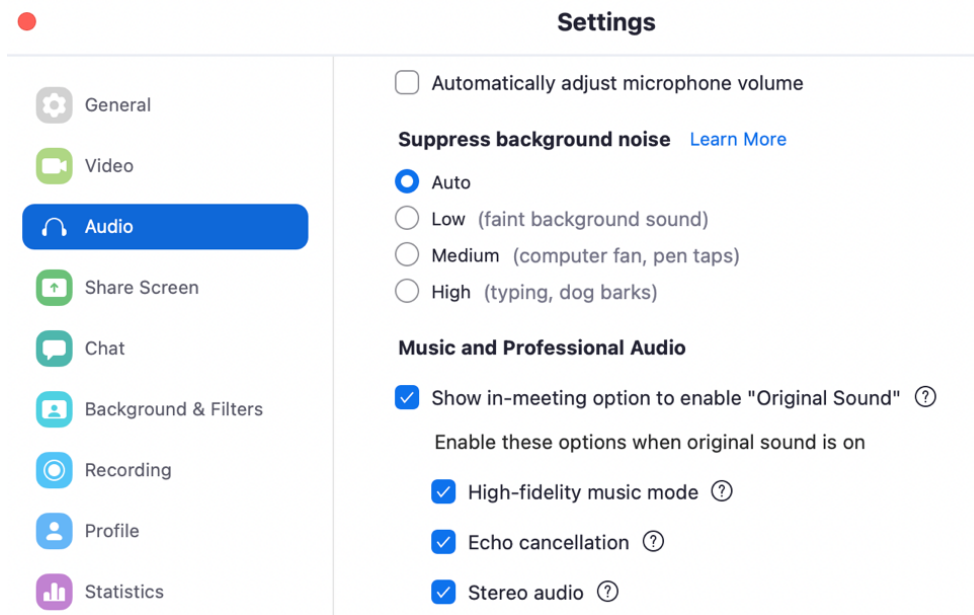 Settings
General
Video
Audio
Share Screen
Chat
Background & Filters
Recording
Profile
Statistics
Automatically adjust microphone volume
Suppress background noise Learn More
Auto
Low (faint background sound)
Medium (computer fan, pen taps)
High (typing, dog barks)
Music and Professional Audio
Show in-meeting option to enable "Original Sound" ?
Enable these options when original sound is on
High-fidelity music mode ?
Echo cancellation ?
Stereo audio ?